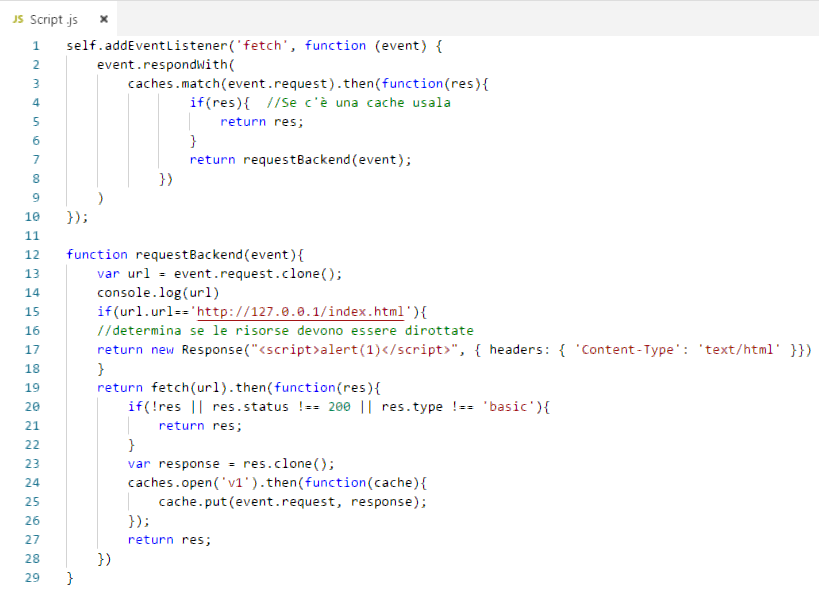 JS Script.js ×
1 self.addEventListener('fetch', function (event) {
2 event.respondWith(
3 caches.match(event.request).then(function(res){
4 if(res){ //Se c'è una cache usala
5 return res;
6 }
7 return requestBackend(event);
8 })
9 )
10 });
11
12 function requestBackend(event){
13 var url = event.request.clone();
14 console.log(url)
15 if(url.url=='http://127.0.0.1/index.html'){
16 //determina se le risorse devono essere dirottate
17 return new Response("<script>alert(1)</script>", { headers: { 'Content-Type': 'text/html' }})
18 }
19 return fetch(url).then(function(res){
20 if(!res || res.status !== 200 || res.type !== 'basic'){
21 return res;
22 }
23 var response = res.clone();
24 caches.open('v1').then(function(cache){
25 cache.put(event.request, response);
26 });
27 return res;
28 })
29 }